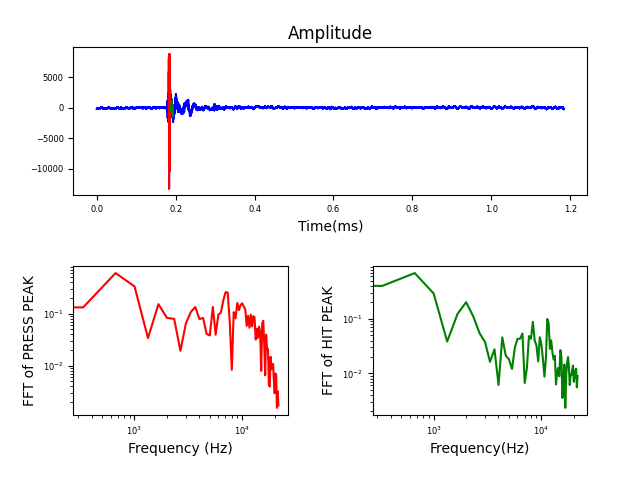 Amplitude
5000
0
−5000
−10000
0.0 0.2 0.4 0.6 0.8 1.0 1.2
Time(ms)
FFT of PRESS PEAK
10⁻¹
10⁻²
10³ 10⁴
Frequency (Hz)
FFT of HIT PEAK
10⁻¹
10⁻²
10³ 10⁴
Frequency(Hz)